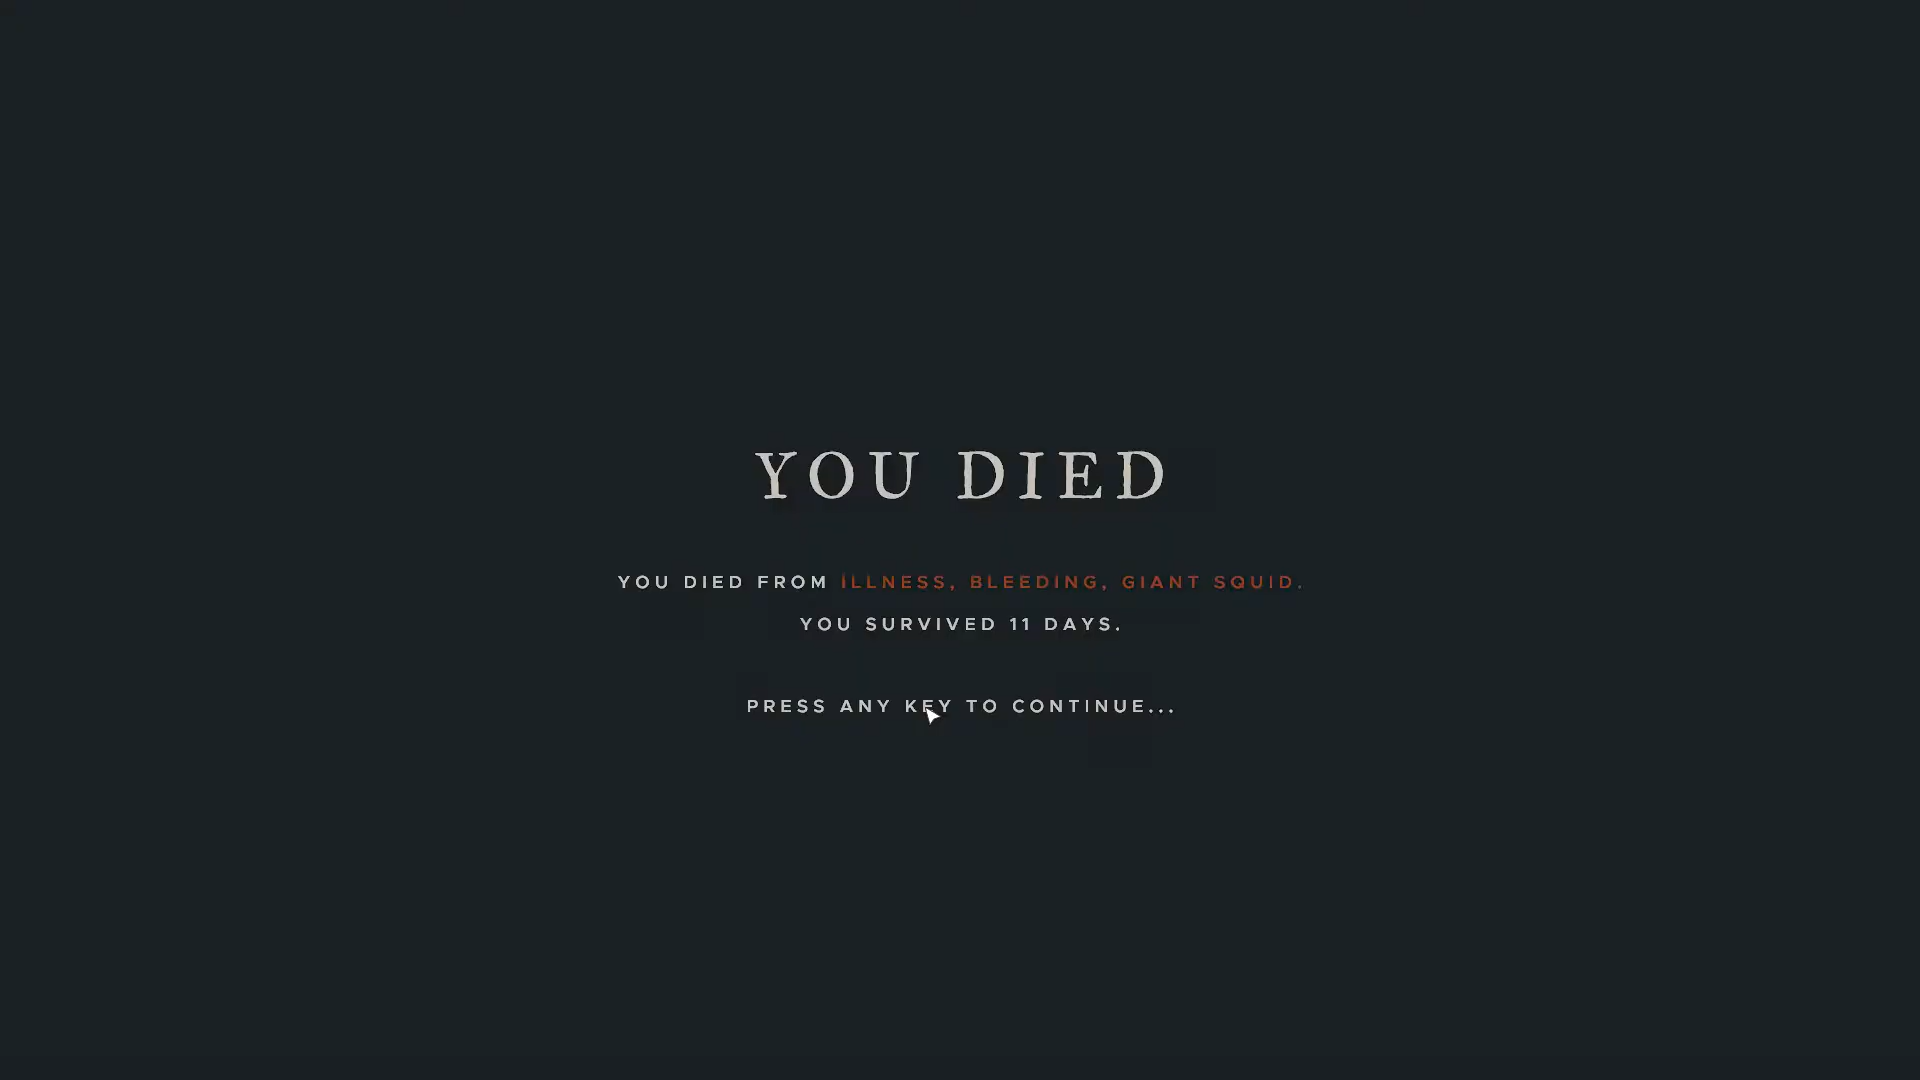 YOU DIED
YOU DIED FROM ILLNESS, BLEEDING, GIANT SQUID.
YOU SURVIVED 11 DAYS.
PRESS ANY KEY TO CONTINUE...